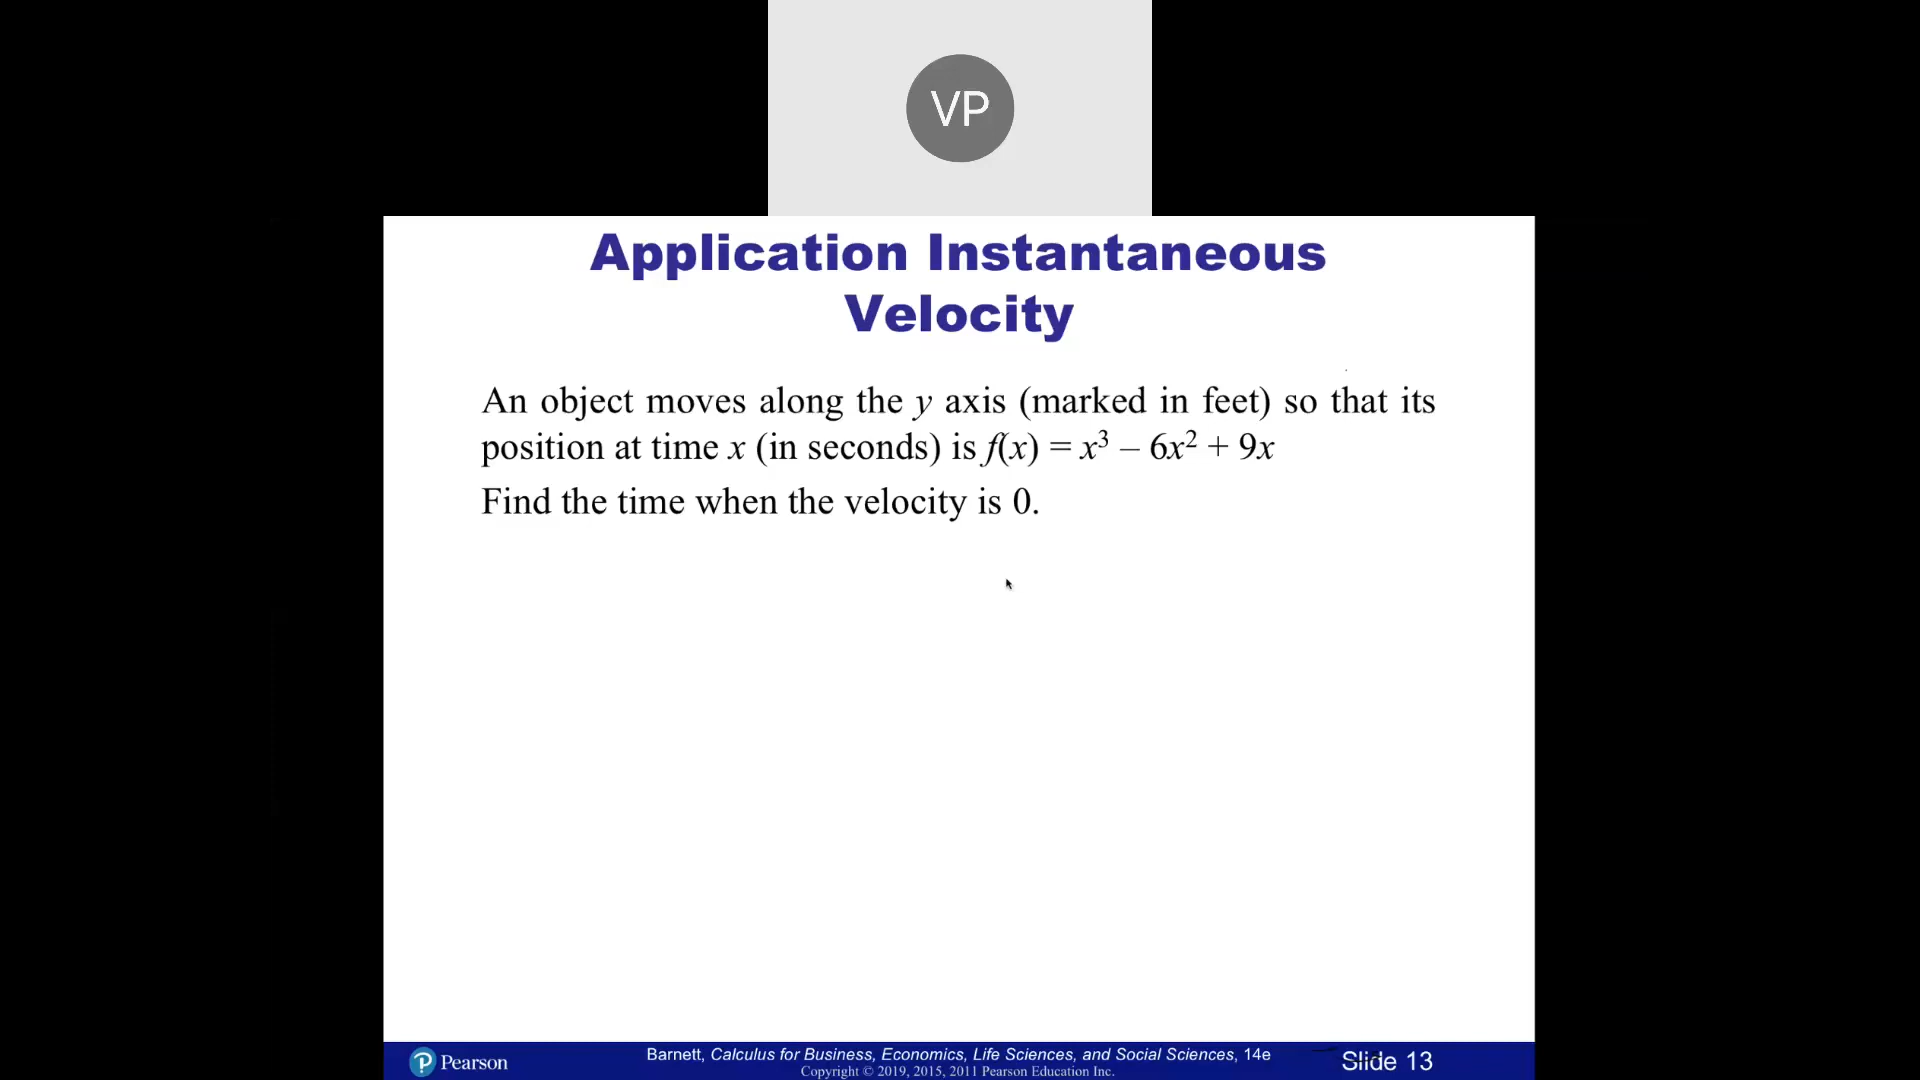 VP
Application Instantaneous
Velocity
An object moves along the y axis (marked in feet) so that its
position at time x (in seconds) is f(x) = x³ – 6x² + 9x
Find the time when the velocity is 0.
Pearson
Barnett, Calculus for Business, Economics, Life Sciences, and Social Sciences, 14e
Copyright © 2019, 2015, 2011 Pearson Education Inc.
Slide 13